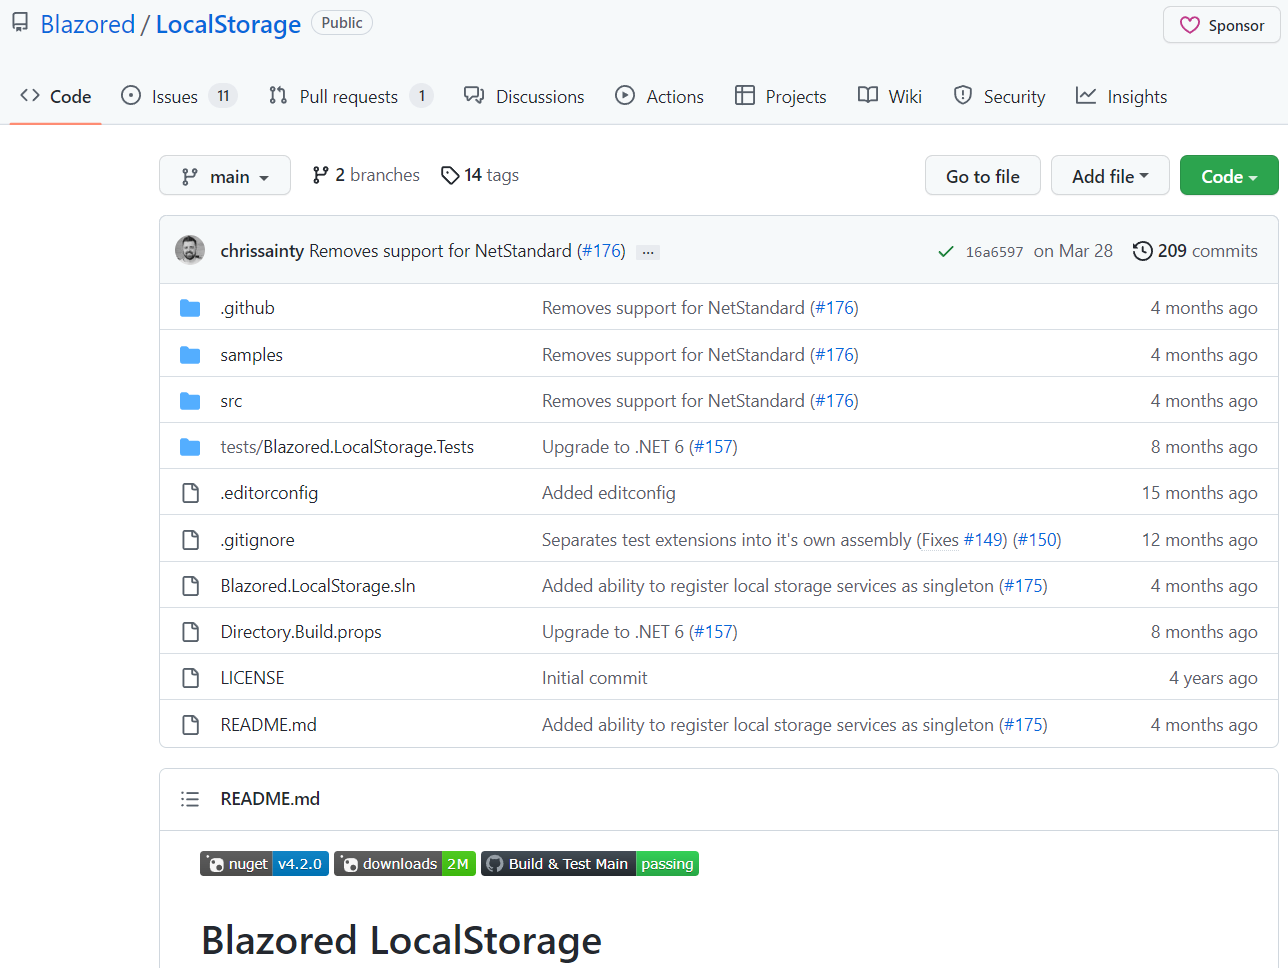 Blazored / LocalStorage Public Sponsor
Code Issues 11 Pull requests 1 Discussions Actions Projects Wiki Security Insights
main 2 branches 14 tags Go to file Add file Code
chrissainty Removes support for NetStandard (#176) ... 16a6597 on Mar 28 209 commits
.github Removes support for NetStandard (#176) 4 months ago
samples Removes support for NetStandard (#176) 4 months ago
src Removes support for NetStandard (#176) 4 months ago
tests/Blazored.LocalStorage.Tests Upgrade to .NET 6 (#157) 8 months ago
.editorconfig Added editconfig 15 months ago
.gitignore Separates test extensions into it's own assembly (Fixes #149) (#150) 12 months ago
Blazored.LocalStorage.sln Added ability to register local storage services as singleton (#175) 4 months ago
Directory.Build.props Upgrade to .NET 6 (#157) 8 months ago
LICENSE Initial commit 4 years ago
README.md Added ability to register local storage services as singleton (#175) 4 months ago
README.md
nuget v4.2.0 downloads 2M Build & Test Main passing
Blazored LocalStorage